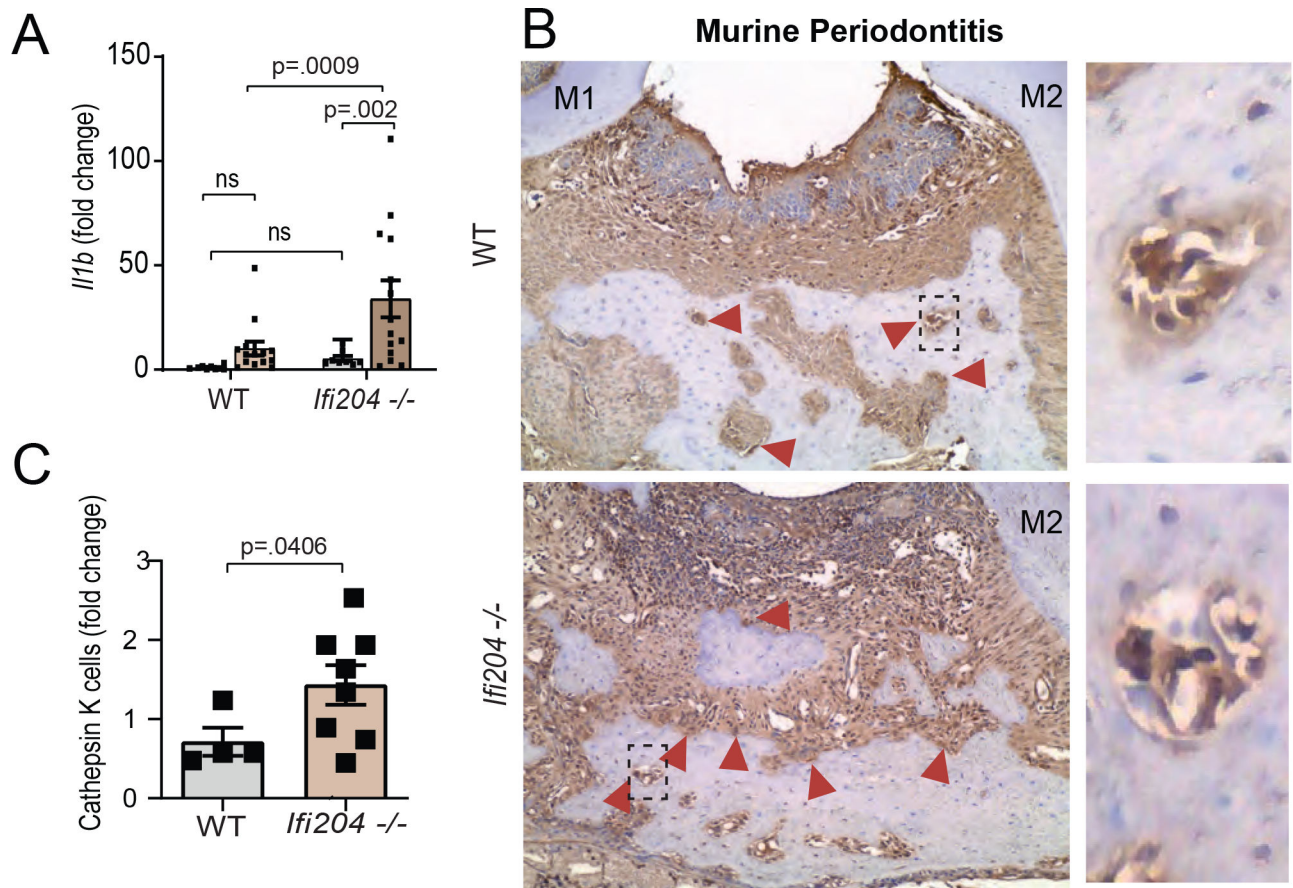 A
150
100
50
0
Il1b (fold change)
p=.0009
p=.002
ns
ns
WT
Ifi204 -/-
B
Murine Periodontitis
M1
M2
WT
M2
Ifi204 -/-
C
Cathepsin K cells (fold change)
3
2
1
0
p=.0406
WT
Ifi204 -/-